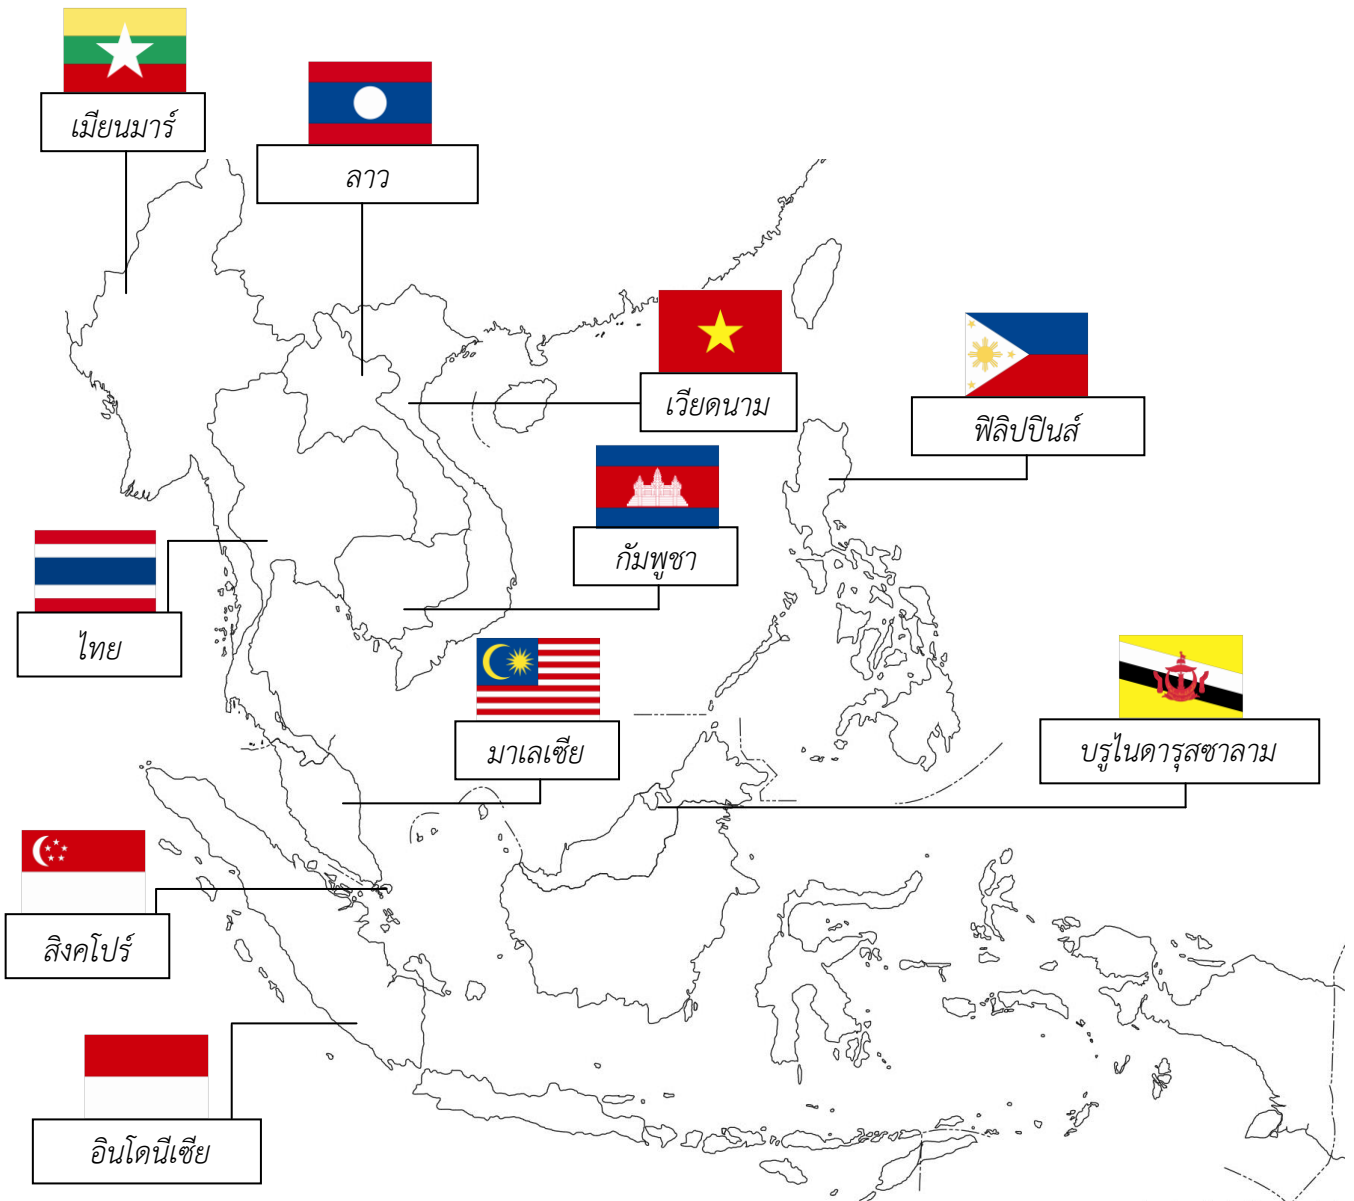 เมียนมาร์
ลาว
เวียดนาม
ฟิลิปปินส์
กัมพูชา
ไทย
มาเลเซีย
บรูไนดารุสซาลาม
สิงคโปร์
อินโดนีเซีย